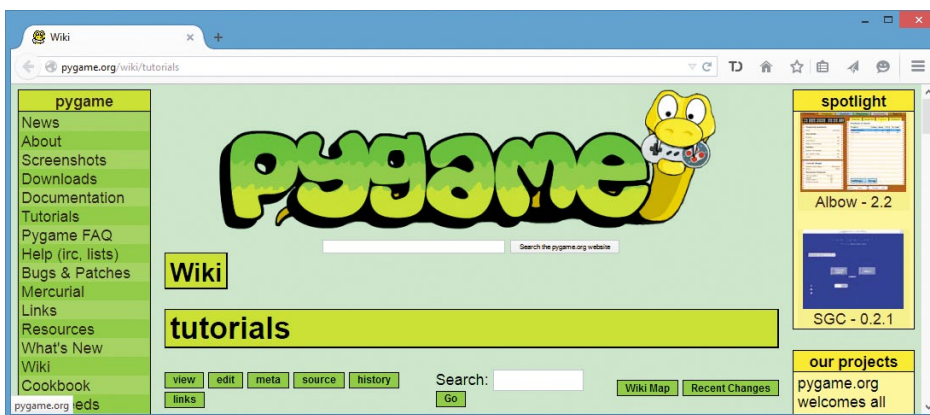 Wiki
pygame.org/wiki/tutorials
pygame
News
About
Screenshots
Downloads
Documentation
Tutorials
Pygame FAQ
Help (irc, lists)
Bugs & Patches
Mercurial
Links
Resources
What's New
Wiki
Cookbook
pygame.org
eeds
pygame
Search the pygame.org website
Wiki
tutorials
view edit meta source history
links
Search:
Go
Wiki Map Recent Changes
spotlight
Albow - 2.2
SGC - 0.2.1
our projects
pygame.org
welcomes all